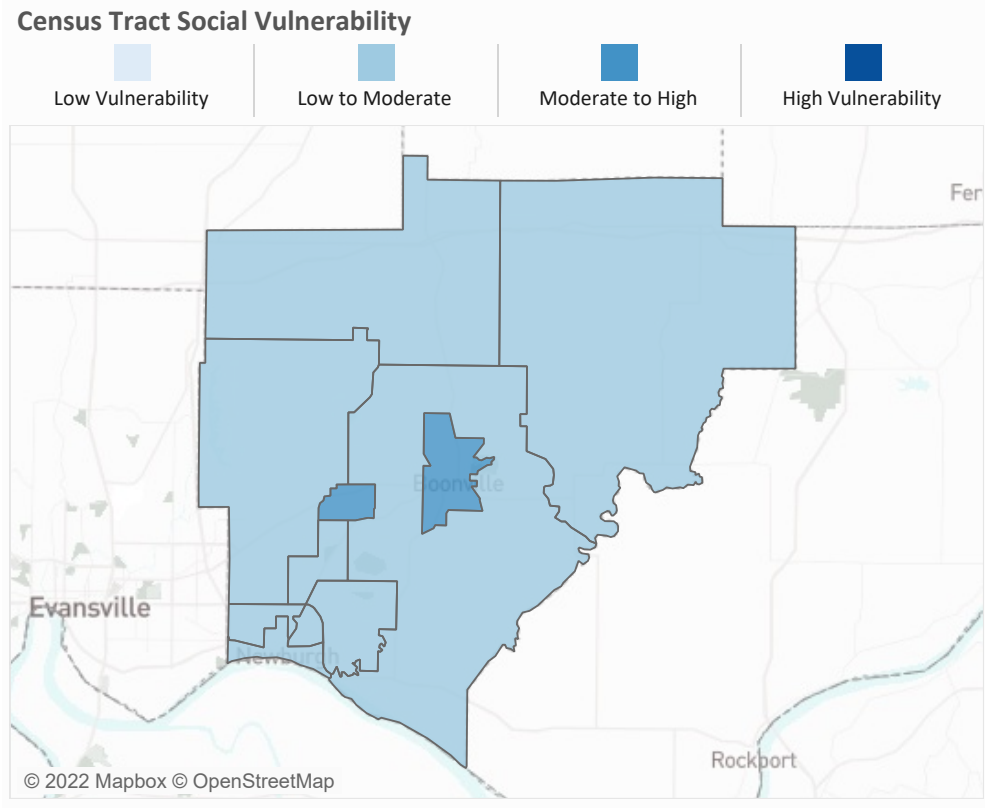 Census Tract Social Vulnerability
Low Vulnerability
Low to Moderate
Moderate to High
High Vulnerability
Fer
Boonville
Evansville
Newburgh
Rockport
© 2022 Mapbox © OpenStreetMap